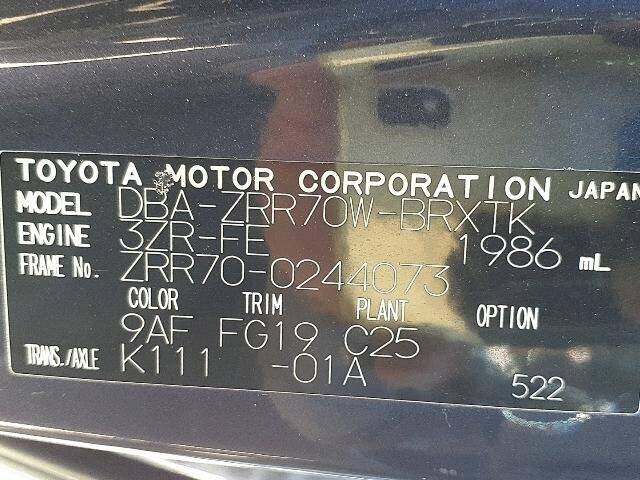 TOYOTA MOTOR CORPORATION JAPAN
MODEL DBA-ZRR70W-BRXTK
ENGINE 3ZR-FE 1986 mL
FRAME No. ZRR70-0244073
COLOR TRIM PLANT OPTION
9AF FG19 C25
TRANS./AXLE K111 -01A 522